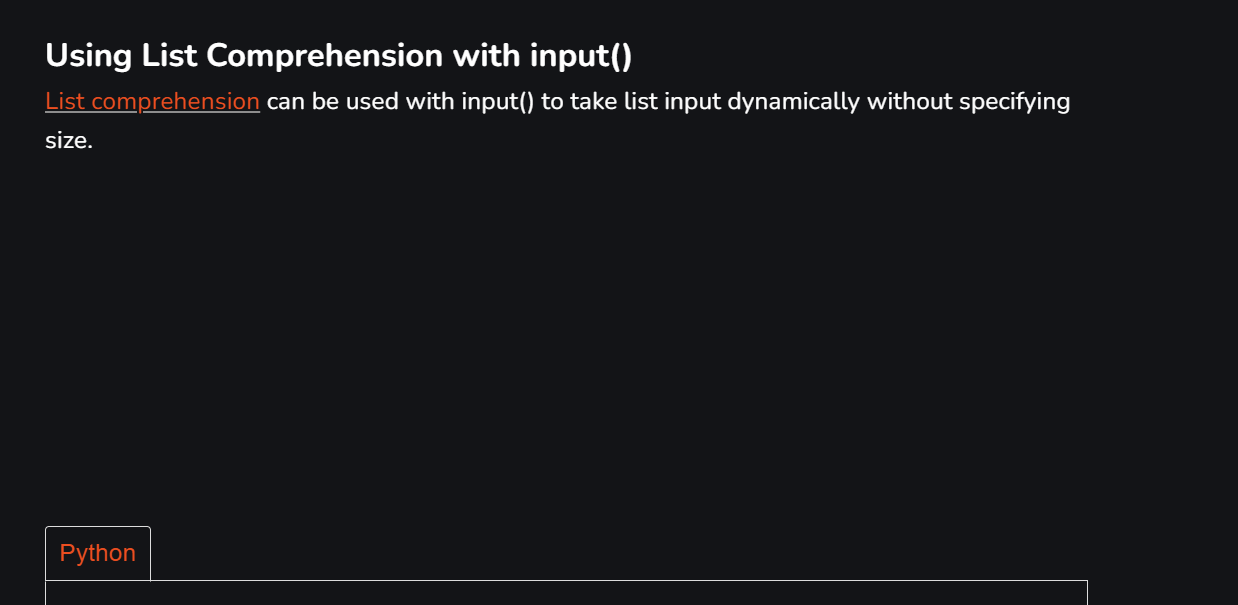 Using List Comprehension with input()
List comprehension can be used with input() to take list input dynamically without specifying
size.
Python